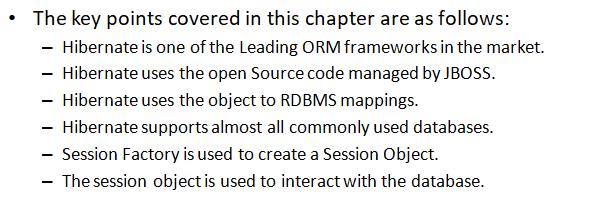 • The key points covered in this chapter are as follows:
– Hibernate is one of the Leading ORM frameworks in the market.
– Hibernate uses the open Source code managed by JBOSS.
– Hibernate uses the object to RDBMS mappings.
– Hibernate supports almost all commonly used databases.
– Session Factory is used to create a Session Object.
– The session object is used to interact with the database.